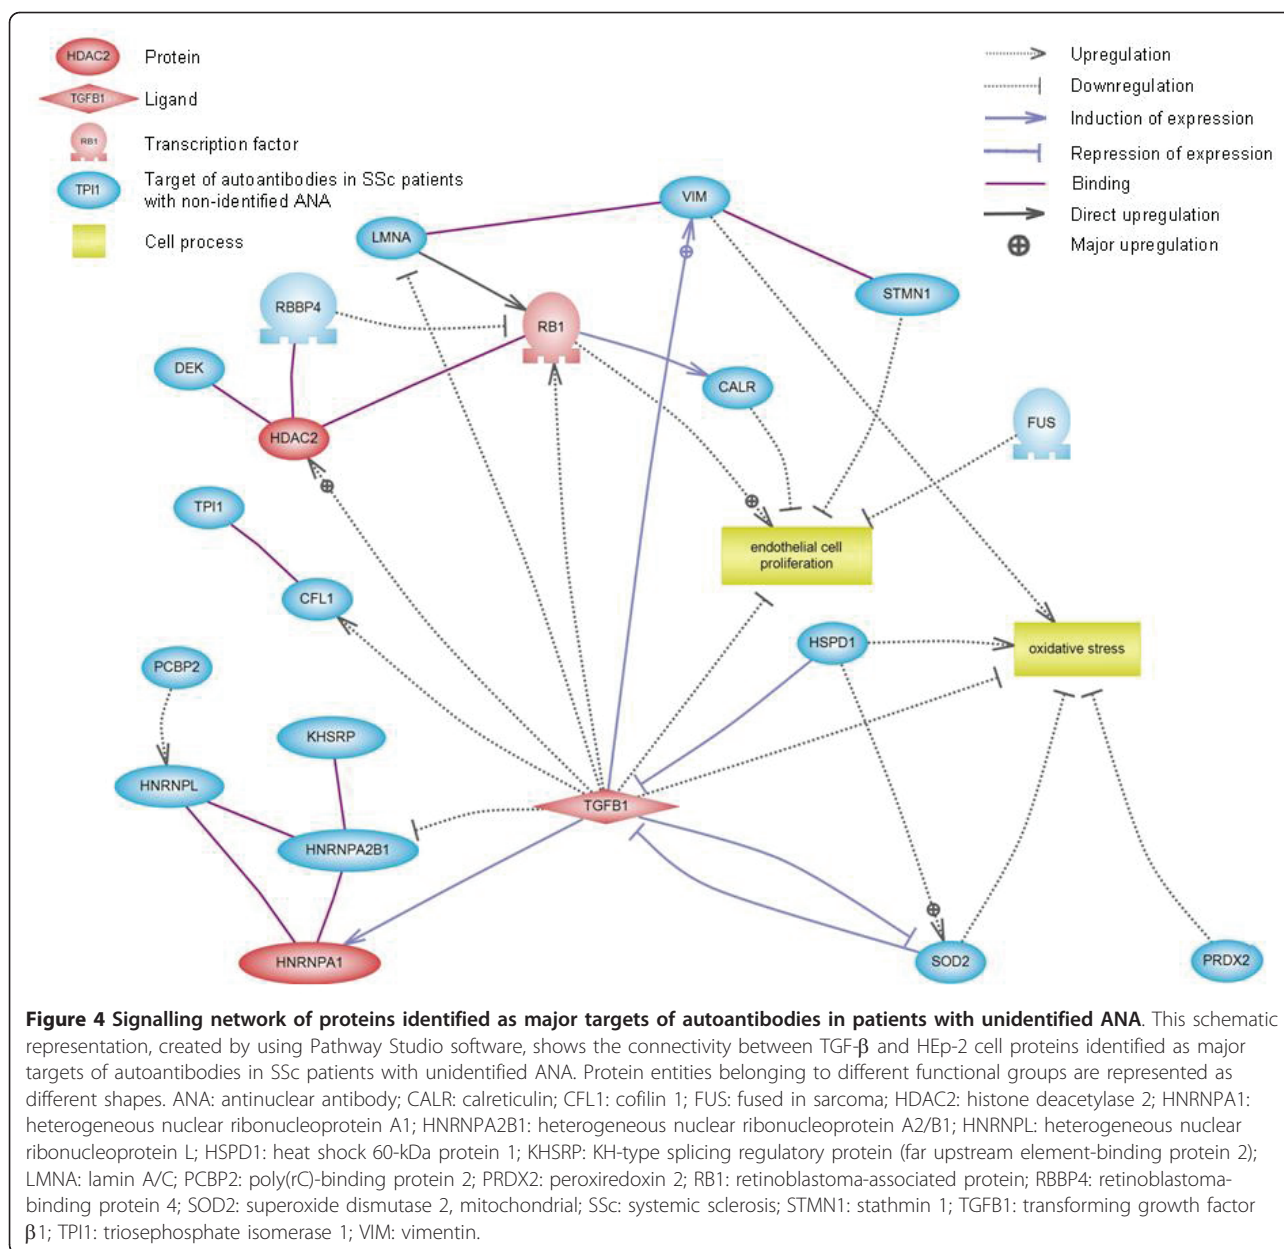 HDAC2 Protein
TGFB1 Ligand
RB1 Transcription factor
TPI1 Target of autoantibodies in SSc patients
with non-identified ANA
Cell process
Upregulation
Downregulation
Induction of expression
Repression of expression
Binding
Direct upregulation
Major upregulation
VIM
LMNA
STMN1
RBBP4
RB1
DEK
CALR
FUS
HDAC2
TPI1
endothelial cell
proliferation
CFL1
HSPD1
oxidative stress
PCBP2
KHSRP
HNRNPL
TGFB1
HNRNPA2B1
HNRNPA1
SOD2
PRDX2
Figure 4 Signalling network of proteins identified as major targets of autoantibodies in patients with unidentified ANA. This schematic
representation, created by using Pathway Studio software, shows the connectivity between TGF-β and HEp-2 cell proteins identified as major
targets of autoantibodies in SSc patients with unidentified ANA. Protein entities belonging to different functional groups are represented as
different shapes. ANA: antinuclear antibody; CALR: calreticulin; CFL1: cofilin 1; FUS: fused in sarcoma; HDAC2: histone deacetylase 2; HNRNPA1:
heterogeneous nuclear ribonucleoprotein A1; HNRNPA2B1: heterogeneous nuclear ribonucleoprotein A2/B1; HNRNPL: heterogeneous nuclear
ribonucleoprotein L; HSPD1: heat shock 60-kDa protein 1; KHSRP: KH-type splicing regulatory protein (far upstream element-binding protein 2);
LMNA: lamin A/C; PCBP2: poly(rC)-binding protein 2; PRDX2: peroxiredoxin 2; RB1: retinoblastoma-associated protein; RBBP4: retinoblastoma-
binding protein 4; SOD2: superoxide dismutase 2, mitochondrial; SSc: systemic sclerosis; STMN1: stathmin 1; TGFB1: transforming growth factor
β1; TPI1: triosephosphate isomerase 1; VIM: vimentin.